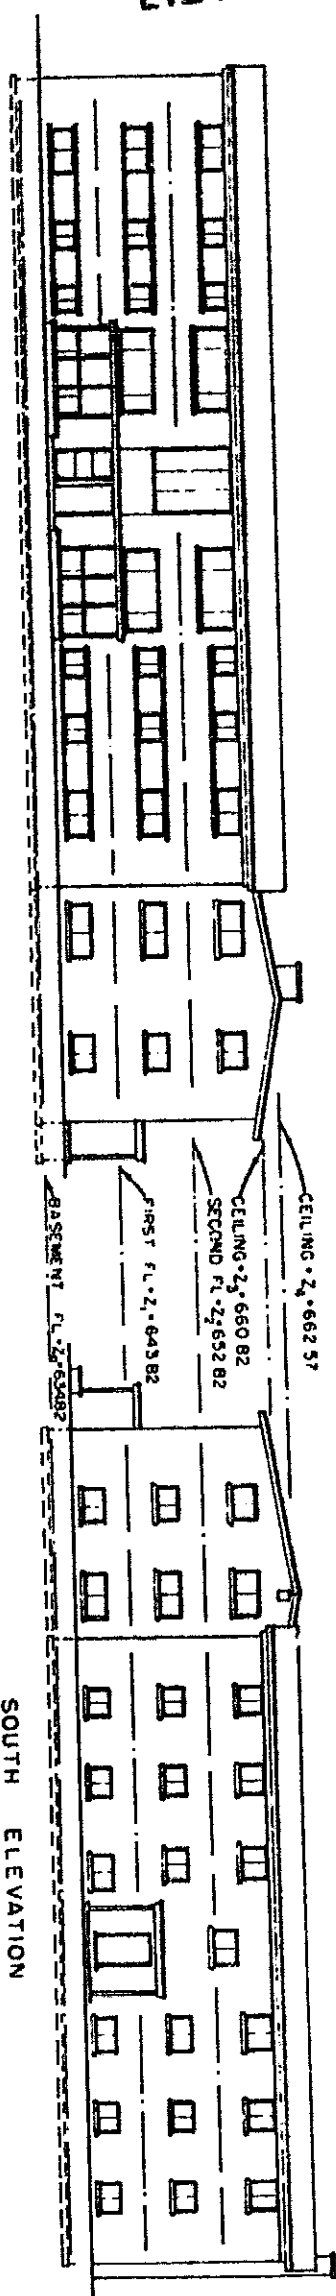 CEILING • Z₄ • 662 57
CEILING • Z₃ 660 82
SECOND FL • Z₂ 652 82
FIRST FL • Z₁ • 643 82
BASEMENT FL • Z₀ • 634 82
SOUTH ELEVATION